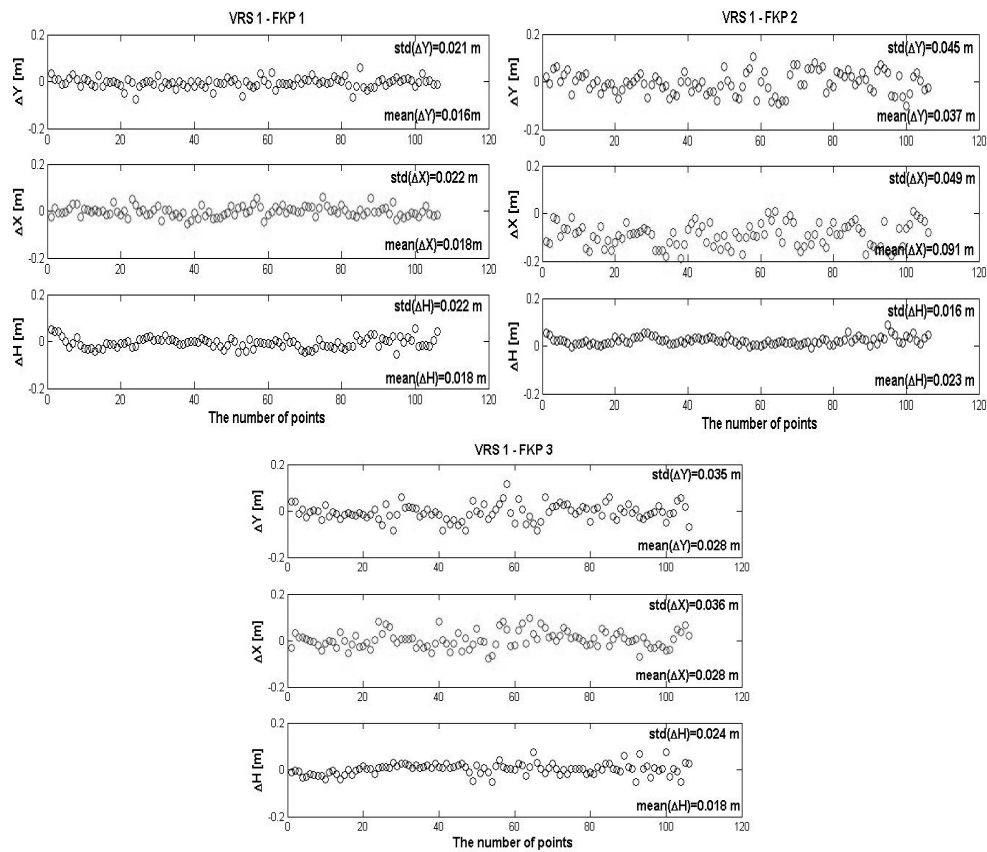 VRS 1 - FKP 1
0.2
0
-0.2
ΔY [m]
std(ΔY)=0.021 m
mean(ΔY)=0.016m
0 20 40 60 80 100 120
0.2
0
-0.2
ΔX [m]
std(ΔX)=0.022 m
mean(ΔX)=0.018m
0 20 40 60 80 100 120
0.2
0
-0.2
ΔH [m]
std(ΔH)=0.022 m
mean(ΔH)=0.018 m
0 20 40 60 80 100 120
The number of points
VRS 1 - FKP 2
0.2
0
-0.2
ΔY [m]
std(ΔY)=0.045 m
mean(ΔY)=0.037 m
0 20 40 60 80 100 120
0.2
0
-0.2
ΔX [m]
std(ΔX)=0.049 m
mean(ΔX)=0.091 m
0 20 40 60 80 100 120
0.2
0
-0.2
ΔH [m]
std(ΔH)=0.016 m
mean(ΔH)=0.023 m
0 20 40 60 80 100 120
The number of points
VRS 1 - FKP 3
0.2
0
-0.2
ΔY [m]
std(ΔY)=0.035 m
mean(ΔY)=0.028 m
0 20 40 60 80 100 120
0.2
0
-0.2
ΔX [m]
std(ΔX)=0.036 m
mean(ΔX)=0.028 m
0 20 40 60 80 100 120
0.2
0
-0.2
ΔH [m]
std(ΔH)=0.024 m
mean(ΔH)=0.018 m
0 20 40 60 80 100 120
The number of points